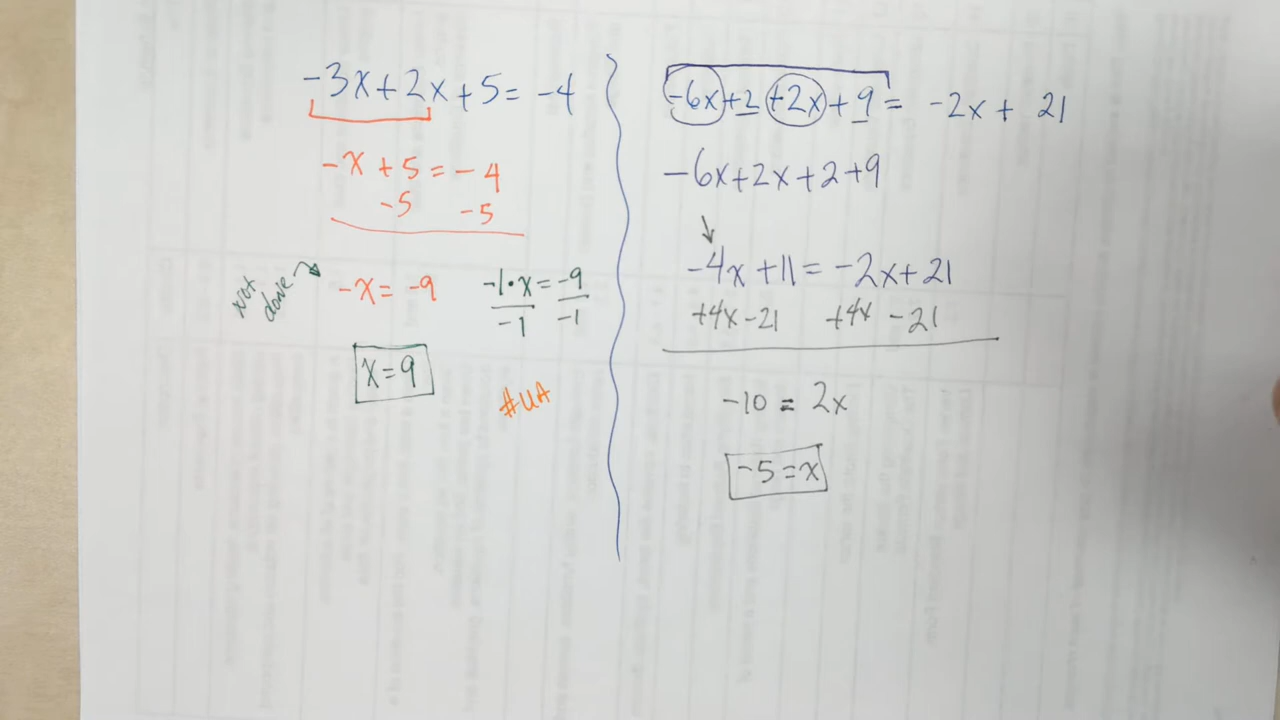 -3x+2x+5=-4
-x+5=-4
-5 -5
Not done
-x=-9
-1•x=-9
-1 -1
x=9
#UA
-6x+2+2x+9=-2x+21
-6x+2x+2+9
-4x+11=-2x+21
+4x-21 +4x-21
-10=2x
-5=x